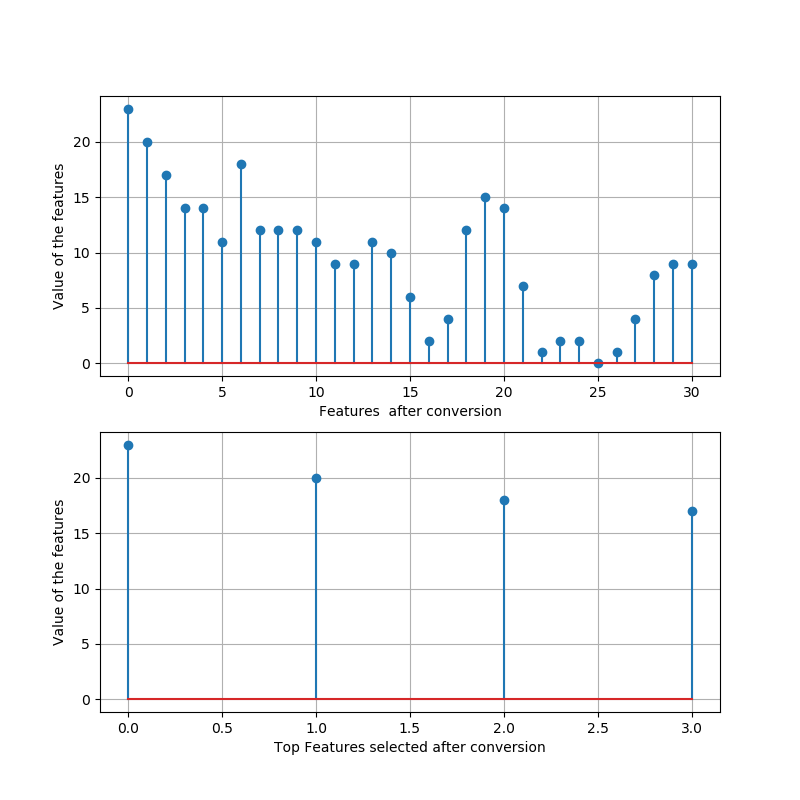 20
15
10
5
0
Value of the features
0 5 10 15 20 25 30
Features  after conversion
20
15
10
5
0
Value of the features
0.0 0.5 1.0 1.5 2.0 2.5 3.0
Top Features selected after conversion